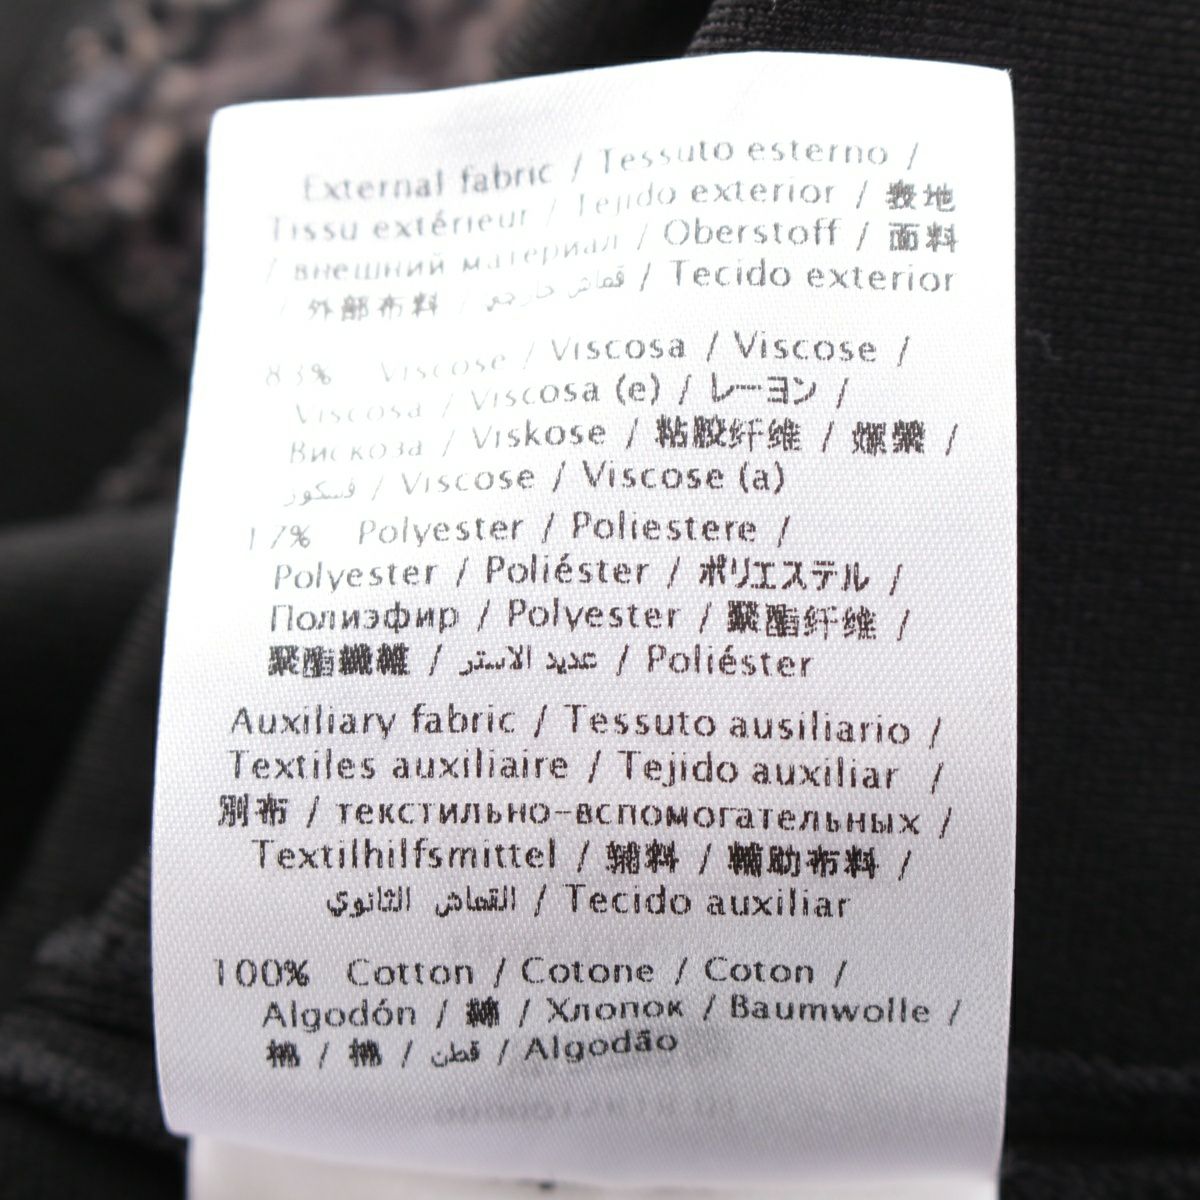 External fabric / Tessuto esterno /
Tissu extérieur / Tejido exterior / 表地
/ внешний материал / Oberstoff / 面料
/ 外部布料 / قماش خارجي / Tecido exterior
83% Viscose / Viscosa / Viscose /
Viscosa / Viscosa (e) / レーヨン /
Вискоза / Viskose / 粘胶纤维 / 嫘縈 /
فسكوز / Viscose / Viscose (a)
17% Polyester / Poliestere /
Polyester / Poliéster / ポリエステル /
Полиэфир / Polyester / 聚酯纤维 /
聚酯纖維 / عديد الاستر / Poliéster
Auxiliary fabric / Tessuto ausiliario /
Textiles auxiliaire / Tejido auxiliar /
別布 / текстильно-вспомогательных /
Textilhilfsmittel / 辅料 / 輔助布料 /
القماش الثانوي / Tecido auxiliar
100% Cotton / Cotone / Coton /
Algodón / 綿 / Хлопок / Baumwolle /
棉 / 棉 / قطن / Algodão